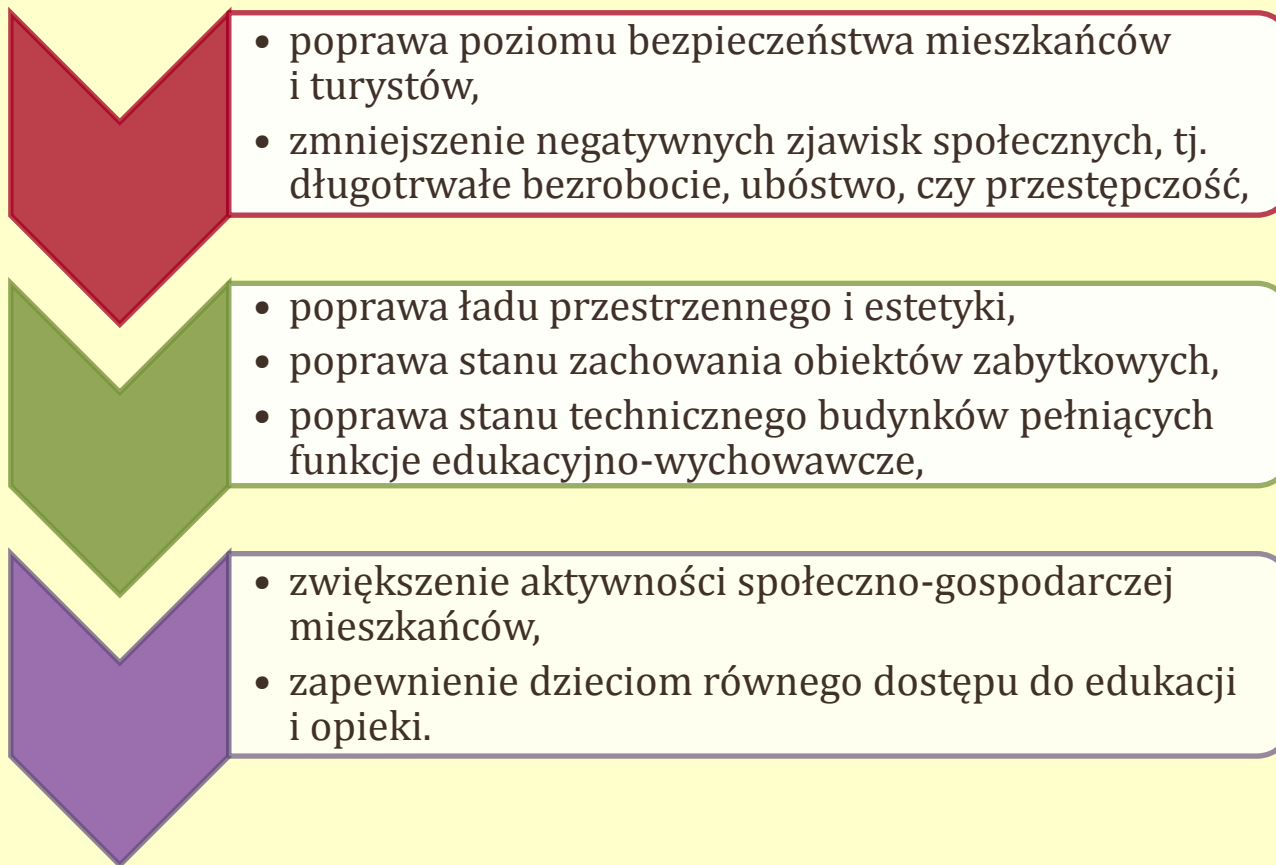 • poprawa poziomu bezpieczeństwa mieszkańców
i turystów,
• zmniejszenie negatywnych zjawisk społecznych, tj.
długotrwałe bezrobocie, ubóstwo, czy przestępczość,
• poprawa ładu przestrzennego i estetyki,
• poprawa stanu zachowania obiektów zabytkowych,
• poprawa stanu technicznego budynków pełniących
funkcje edukacyjno-wychowawcze,
• zwiększenie aktywności społeczno-gospodarczej
mieszkańców,
• zapewnienie dzieciom równego dostępu do edukacji
i opieki.